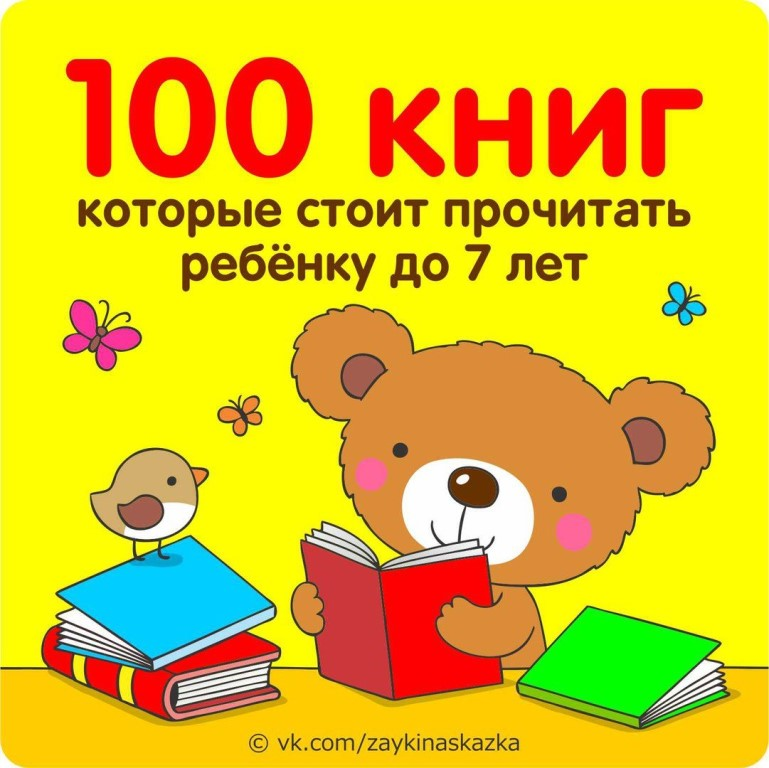 100 книг
которые стоит прочитать
ребёнку до 7 лет
© vk.com/zaykinaskazka